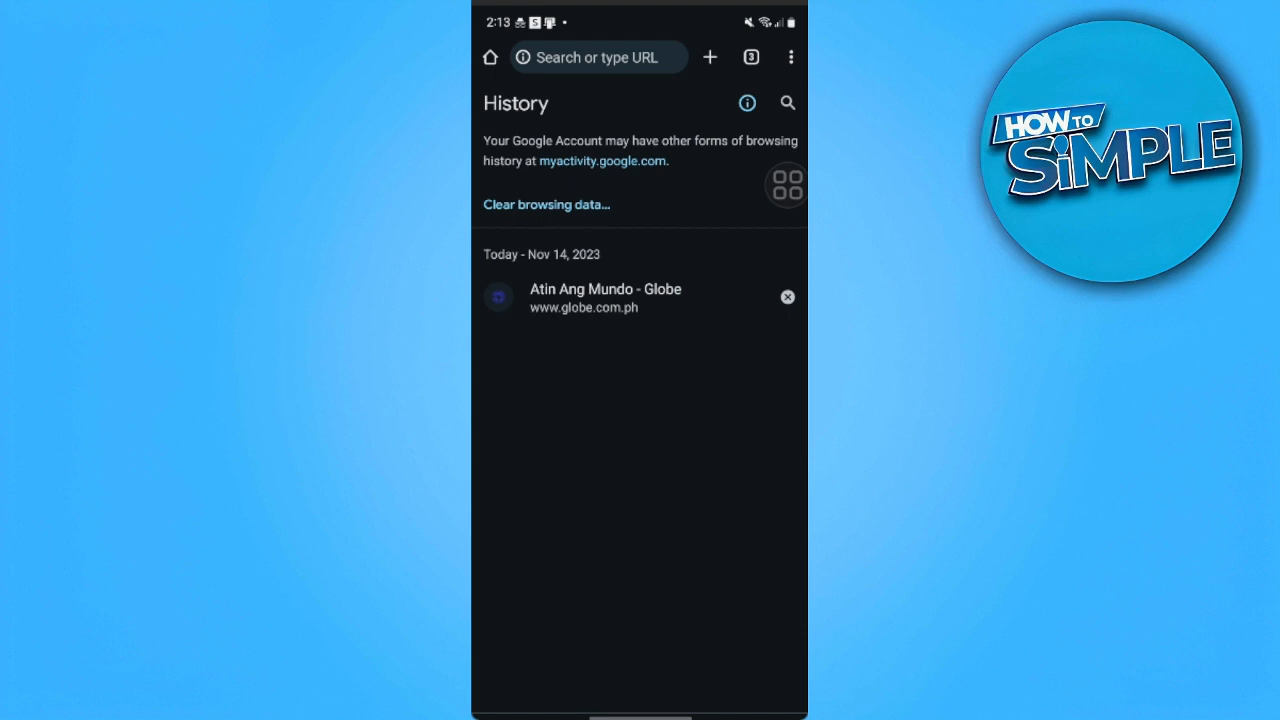 2:13
3
Search or type URL
History
Your Google Account may have other forms of browsing
history at myactivity.google.com.
Clear browsing data...
Today - Nov 14, 2023
Atin Ang Mundo - Globe
www.globe.com.ph
HOW TO
SiMPLE